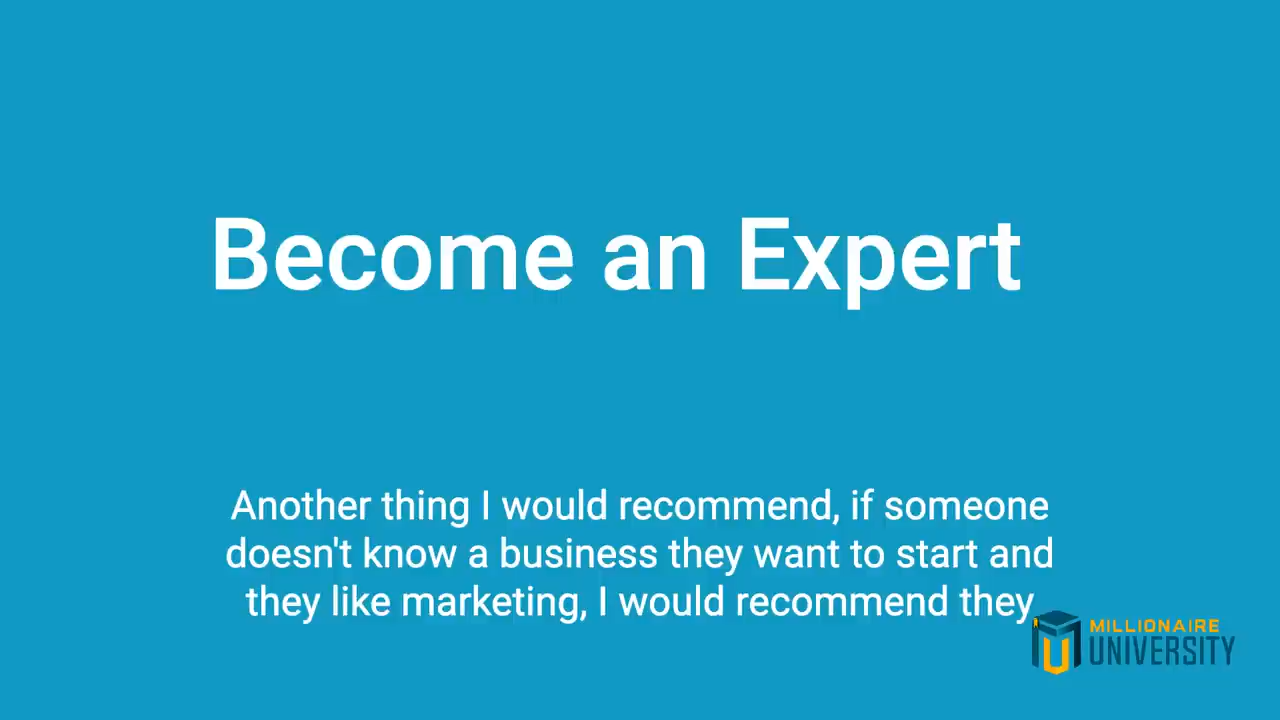 Become an Expert
Another thing I would recommend, if someone
doesn't know a business they want to start and
they like marketing, I would recommend they
MILLIONAIRE
UNIVERSITY